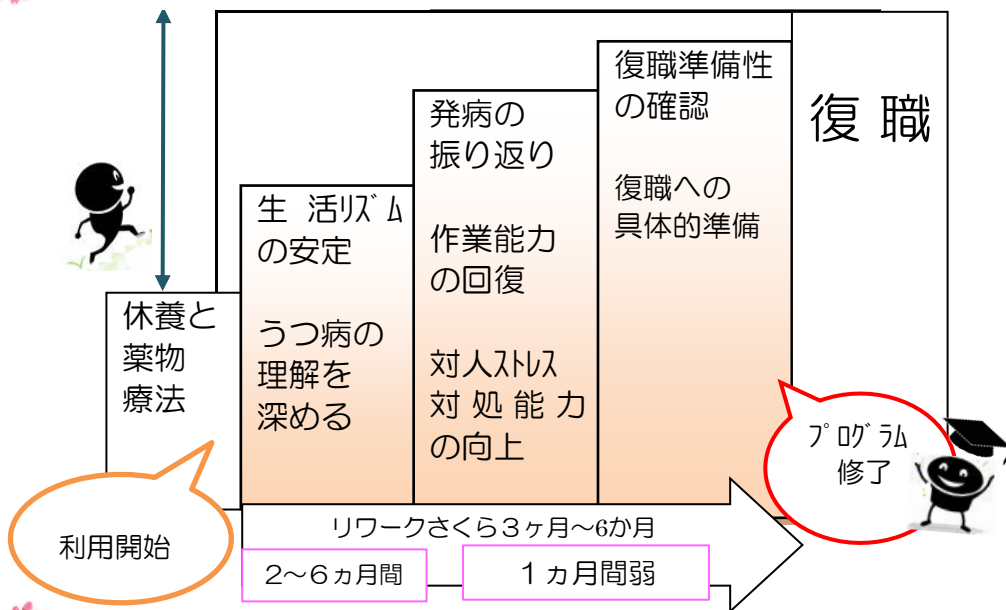 休養と
薬物
療法
利用開始
生 活ﾘｽﾞﾑ
の安定
うつ病の
理解を
深める
発病の
振り返り
作業能力
の回復
対人ｽﾄﾚｽ
対 処 能 力
の向上
復職準備性
の確認
復職への
具体的準備
復 職
ﾌﾟﾛｸﾞﾗﾑ
修了
リワークさくら３ヶ月～6か月
２～６ヵ月間
１ヵ月間弱